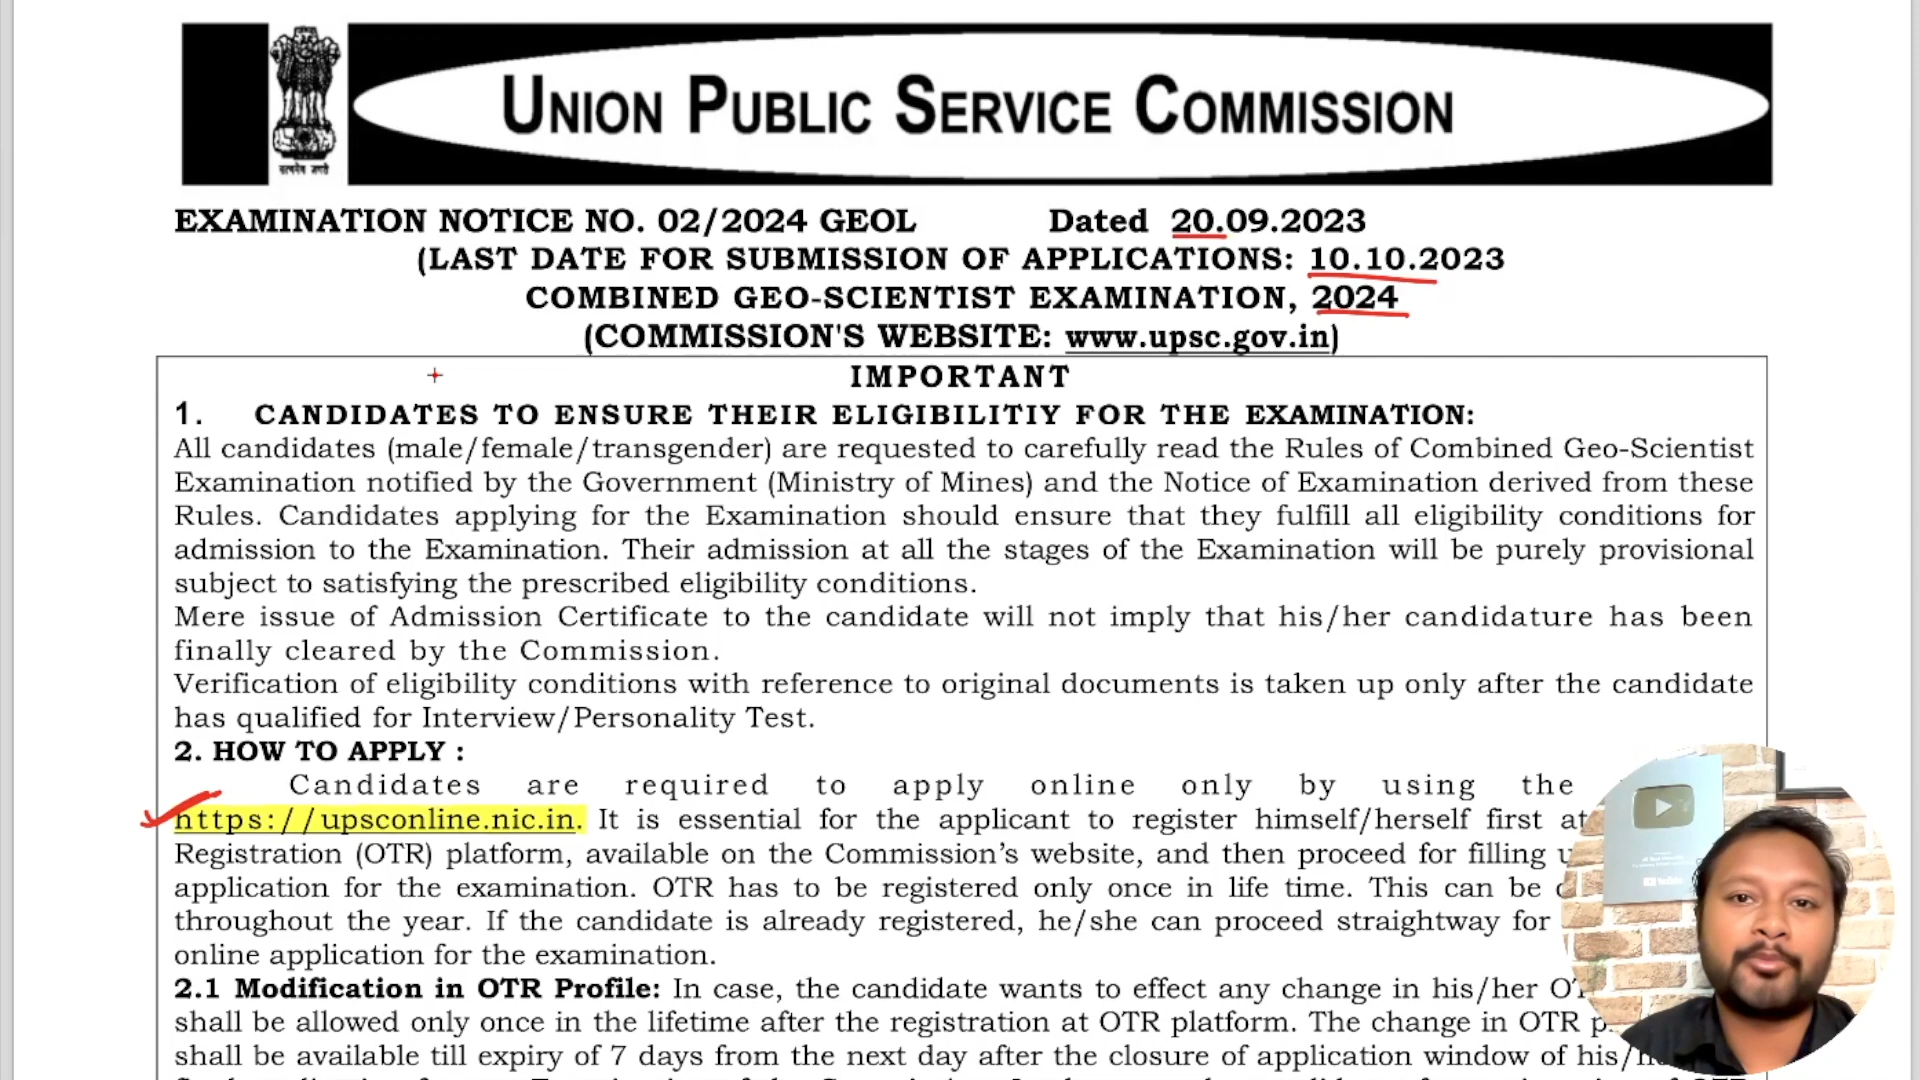 सत्यमेव जयते
UNION PUBLIC SERVICE COMMISSION
EXAMINATION NOTICE NO. 02/2024 GEOL Dated 20.09.2023
(LAST DATE FOR SUBMISSION OF APPLICATIONS: 10.10.2023
COMBINED GEO-SCIENTIST EXAMINATION, 2024
(COMMISSION'S WEBSITE: www.upsc.gov.in)
IMPORTANT
1. CANDIDATES TO ENSURE THEIR ELIGIBILITIY FOR THE EXAMINATION:
All candidates (male/female/transgender) are requested to carefully read the Rules of Combined Geo-Scientist
Examination notified by the Government (Ministry of Mines) and the Notice of Examination derived from these
Rules. Candidates applying for the Examination should ensure that they fulfill all eligibility conditions for
admission to the Examination. Their admission at all the stages of the Examination will be purely provisional
subject to satisfying the prescribed eligibility conditions.
Mere issue of Admission Certificate to the candidate will not imply that his/her candidature has been
finally cleared by the Commission.
Verification of eligibility conditions with reference to original documents is taken up only after the candidate
has qualified for Interview/Personality Test.
2. HOW TO APPLY :
Candidates are required to apply online only by using the
https://upsconline.nic.in. It is essential for the applicant to register himself/herself first at
Registration (OTR) platform, available on the Commission’s website, and then proceed for filling
application for the examination. OTR has to be registered only once in life time. This can be
throughout the year. If the candidate is already registered, he/she can proceed straightway for
online application for the examination.
2.1 Modification in OTR Profile: In case, the candidate wants to effect any change in his/her
shall be allowed only once in the lifetime after the registration at OTR platform. The change in OTR
shall be available till expiry of 7 days from the next day after the closure of application window of